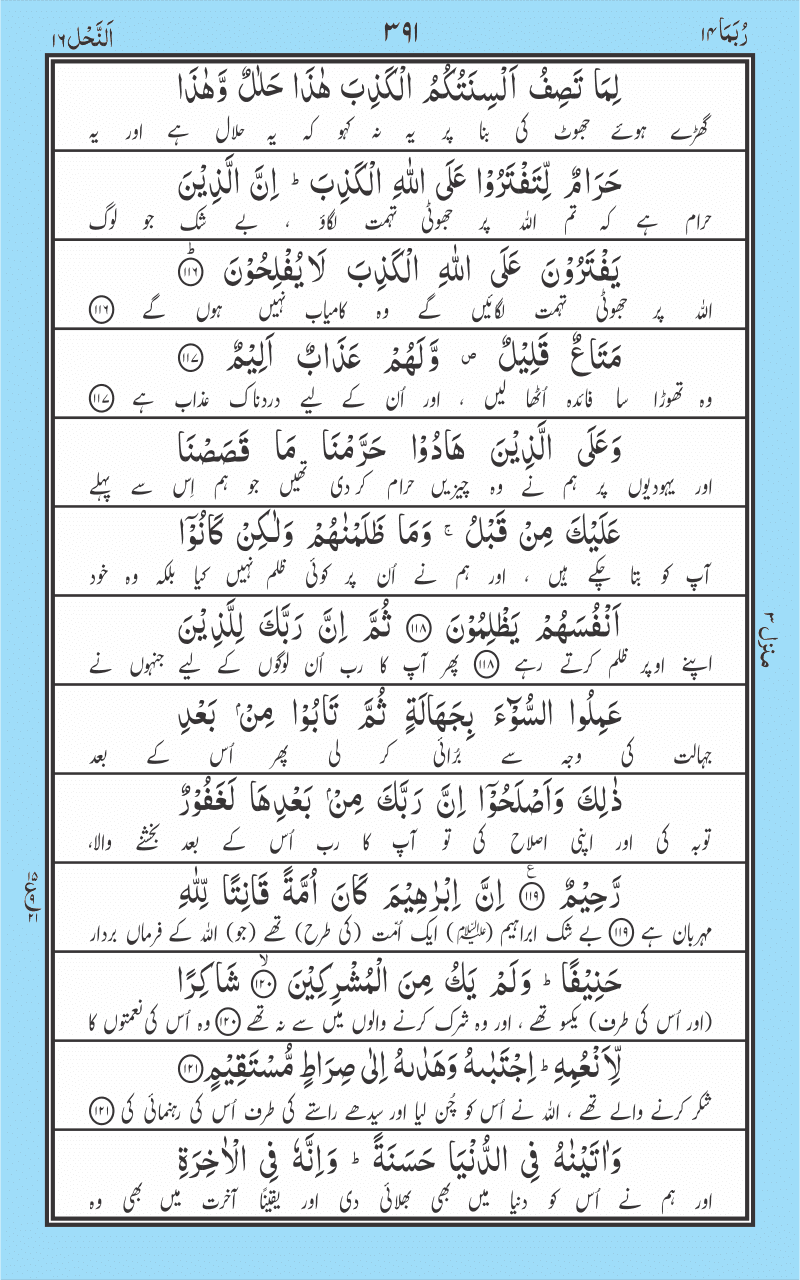 رُبَمَا ۱۴
۳۹۱
اَلنَّحْل ۱۶
لِمَا تَصِفُ اَلْسِنَتُكُمُ الْكَذِبَ هٰذَا حَلٰلٌ وَّهٰذَا
گھڑے ہوئے جھوٹ کی بنا پر یہ نہ کہو کہ یہ حلال ہے اور یہ
حَرَامٌ لِّتَفْتَرُوْا عَلَى اللّٰهِ الْكَذِبَ ؕ اِنَّ الَّذِيْنَ
حرام ہے کہ تم اللہ پر جھوٹی تہمت لگاؤ ، بے شک جو لوگ
يَفْتَرُوْنَ عَلَى اللّٰهِ الْكَذِبَ لَا يُفْلِحُوْنَ ؕ ۱۱۶
اللہ پر جھوٹی تہمت لگائیں گے وہ کامیاب نہیں ہوں گے ۱۱۶
مَتَاعٌ قَلِيْلٌ ص وَّلَهُمْ عَذَابٌ اَلِيْمٌ ۱۱۷
وہ تھوڑا سا فائدہ اُٹھا لیں ، اور اُن کے لیے دردناک عذاب ہے ۱۱۷
وَعَلَى الَّذِيْنَ هَادُوْا حَرَّمْنَا مَا قَصَصْنَا
اور یہودیوں پر ہم نے وہ چیزیں حرام کر دی تھیں جو ہم اِس سے پہلے
عَلَيْكَ مِنْ قَبْلُ ۚ وَمَا ظَلَمْنٰهُمْ وَلٰكِنْ كَانُوْٓا
آپ کو بتا چکے ہیں ، اور ہم نے اُن پر کوئی ظلم نہیں کیا بلکہ وہ خود
اَنْفُسَهُمْ يَظْلِمُوْنَ ۱۱۸ ثُمَّ اِنَّ رَبَّكَ لِلَّذِيْنَ
اپنے اوپر ظلم کرتے رہے ۱۱۸ پھر آپ کا رب اُن لوگوں کے لیے جنہوں نے
منزل ۳
عَمِلُوا السُّوْٓءَ بِجَهَالَةٍ ثُمَّ تَابُوْا مِنْۢ بَعْدِ
جہالت کی وجہ سے بُرائی کر لی پھر اُس کے بعد
ذٰلِكَ وَاَصْلَحُوْٓا اِنَّ رَبَّكَ مِنْۢ بَعْدِهَا لَغَفُوْرٌ
توبہ کی اور اپنی اصلاح کی تو آپ کا رب اُس کے بعد بخشنے والا،
رَّحِيْمٌ ۱۱۹ ع اِنَّ اِبْرٰهِيْمَ كَانَ اُمَّةً قَانِتًا لِّلّٰهِ
مہربان ہے ۱۱۹ بے شک ابراہیم (علیہ السلام) ایک اُمّت (کی طرح) تھے (جو) اللہ کے فرماں بردار
حَنِيْفًا ؕ وَلَمْ يَكُ مِنَ الْمُشْرِكِيْنَ ۙ ۱۲۰ شَاكِرًا
(اور اُس کی طرف) یکسو تھے ، اور وہ شرک کرنے والوں میں سے نہ تھے ۱۲۰ وہ اُس کی نعمتوں کا
لِّاَنْعُمِهٖ ؕ اِجْتَبٰىهُ وَهَدٰىهُ اِلٰى صِرَاطٍ مُّسْتَقِيْمٍ ۱۲۱
شکر کرنے والے تھے ، اللہ نے اُس کو چُن لیا اور سیدھے راستے کی طرف اُس کی رہنمائی کی ۱۲۱
وَاٰتَيْنٰهُ فِي الدُّنْيَا حَسَنَةً ؕ وَاِنَّهٗ فِي الْاٰخِرَةِ
اور ہم نے اُس کو دنیا میں بھی بھلائی دی اور یقینًا آخرت میں بھی وہ